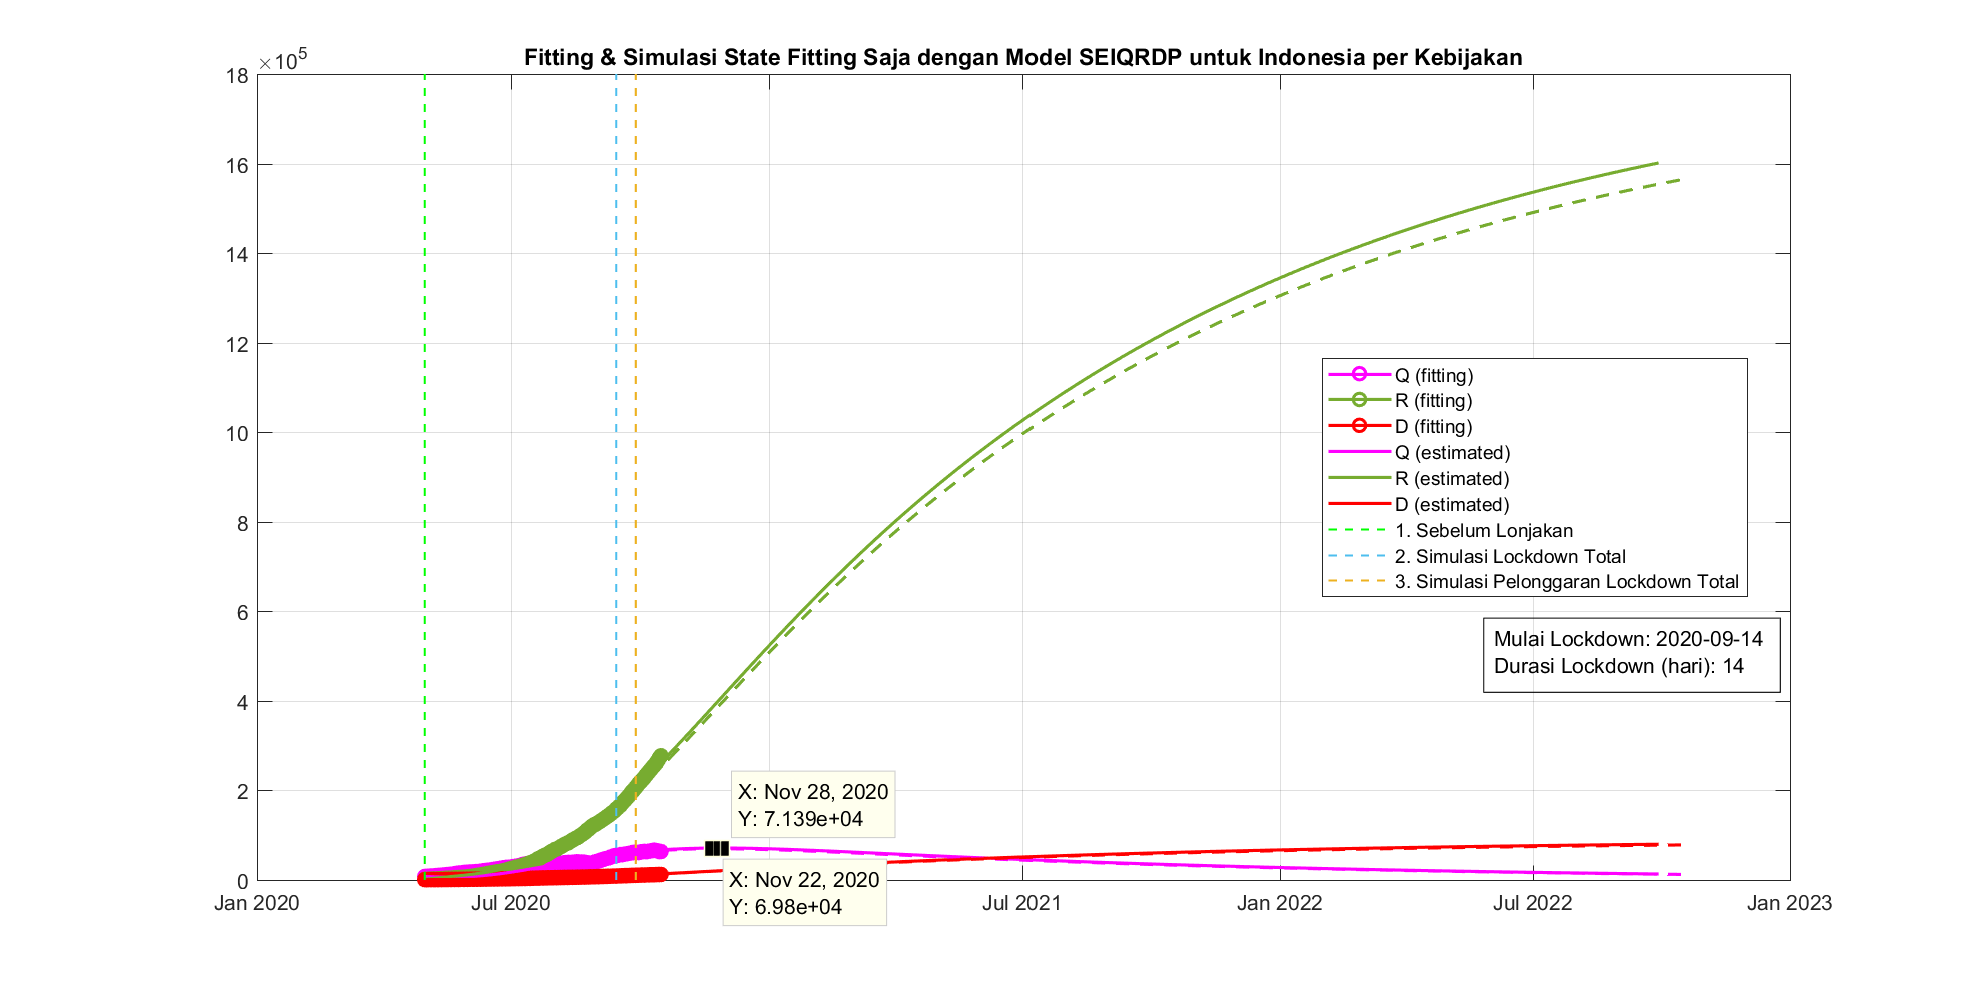 Fitting & Simulasi State Fitting Saja dengan Model SEIQRDP untuk Indonesia per Kebijakan
×10^5
18
16
14
12
10
8
6
4
2
0
Q (fitting)
R (fitting)
D (fitting)
Q (estimated)
R (estimated)
D (estimated)
1. Sebelum Lonjakan
2. Simulasi Lockdown Total
3. Simulasi Pelonggaran Lockdown Total
Mulai Lockdown: 2020-09-14
Durasi Lockdown (hari): 14
X: Nov 28, 2020
Y: 7.139e+04
X: Nov 22, 2020
Y: 6.98e+04
Jan 2020
Jul 2020
Jul 2021
Jan 2022
Jul 2022
Jan 2023